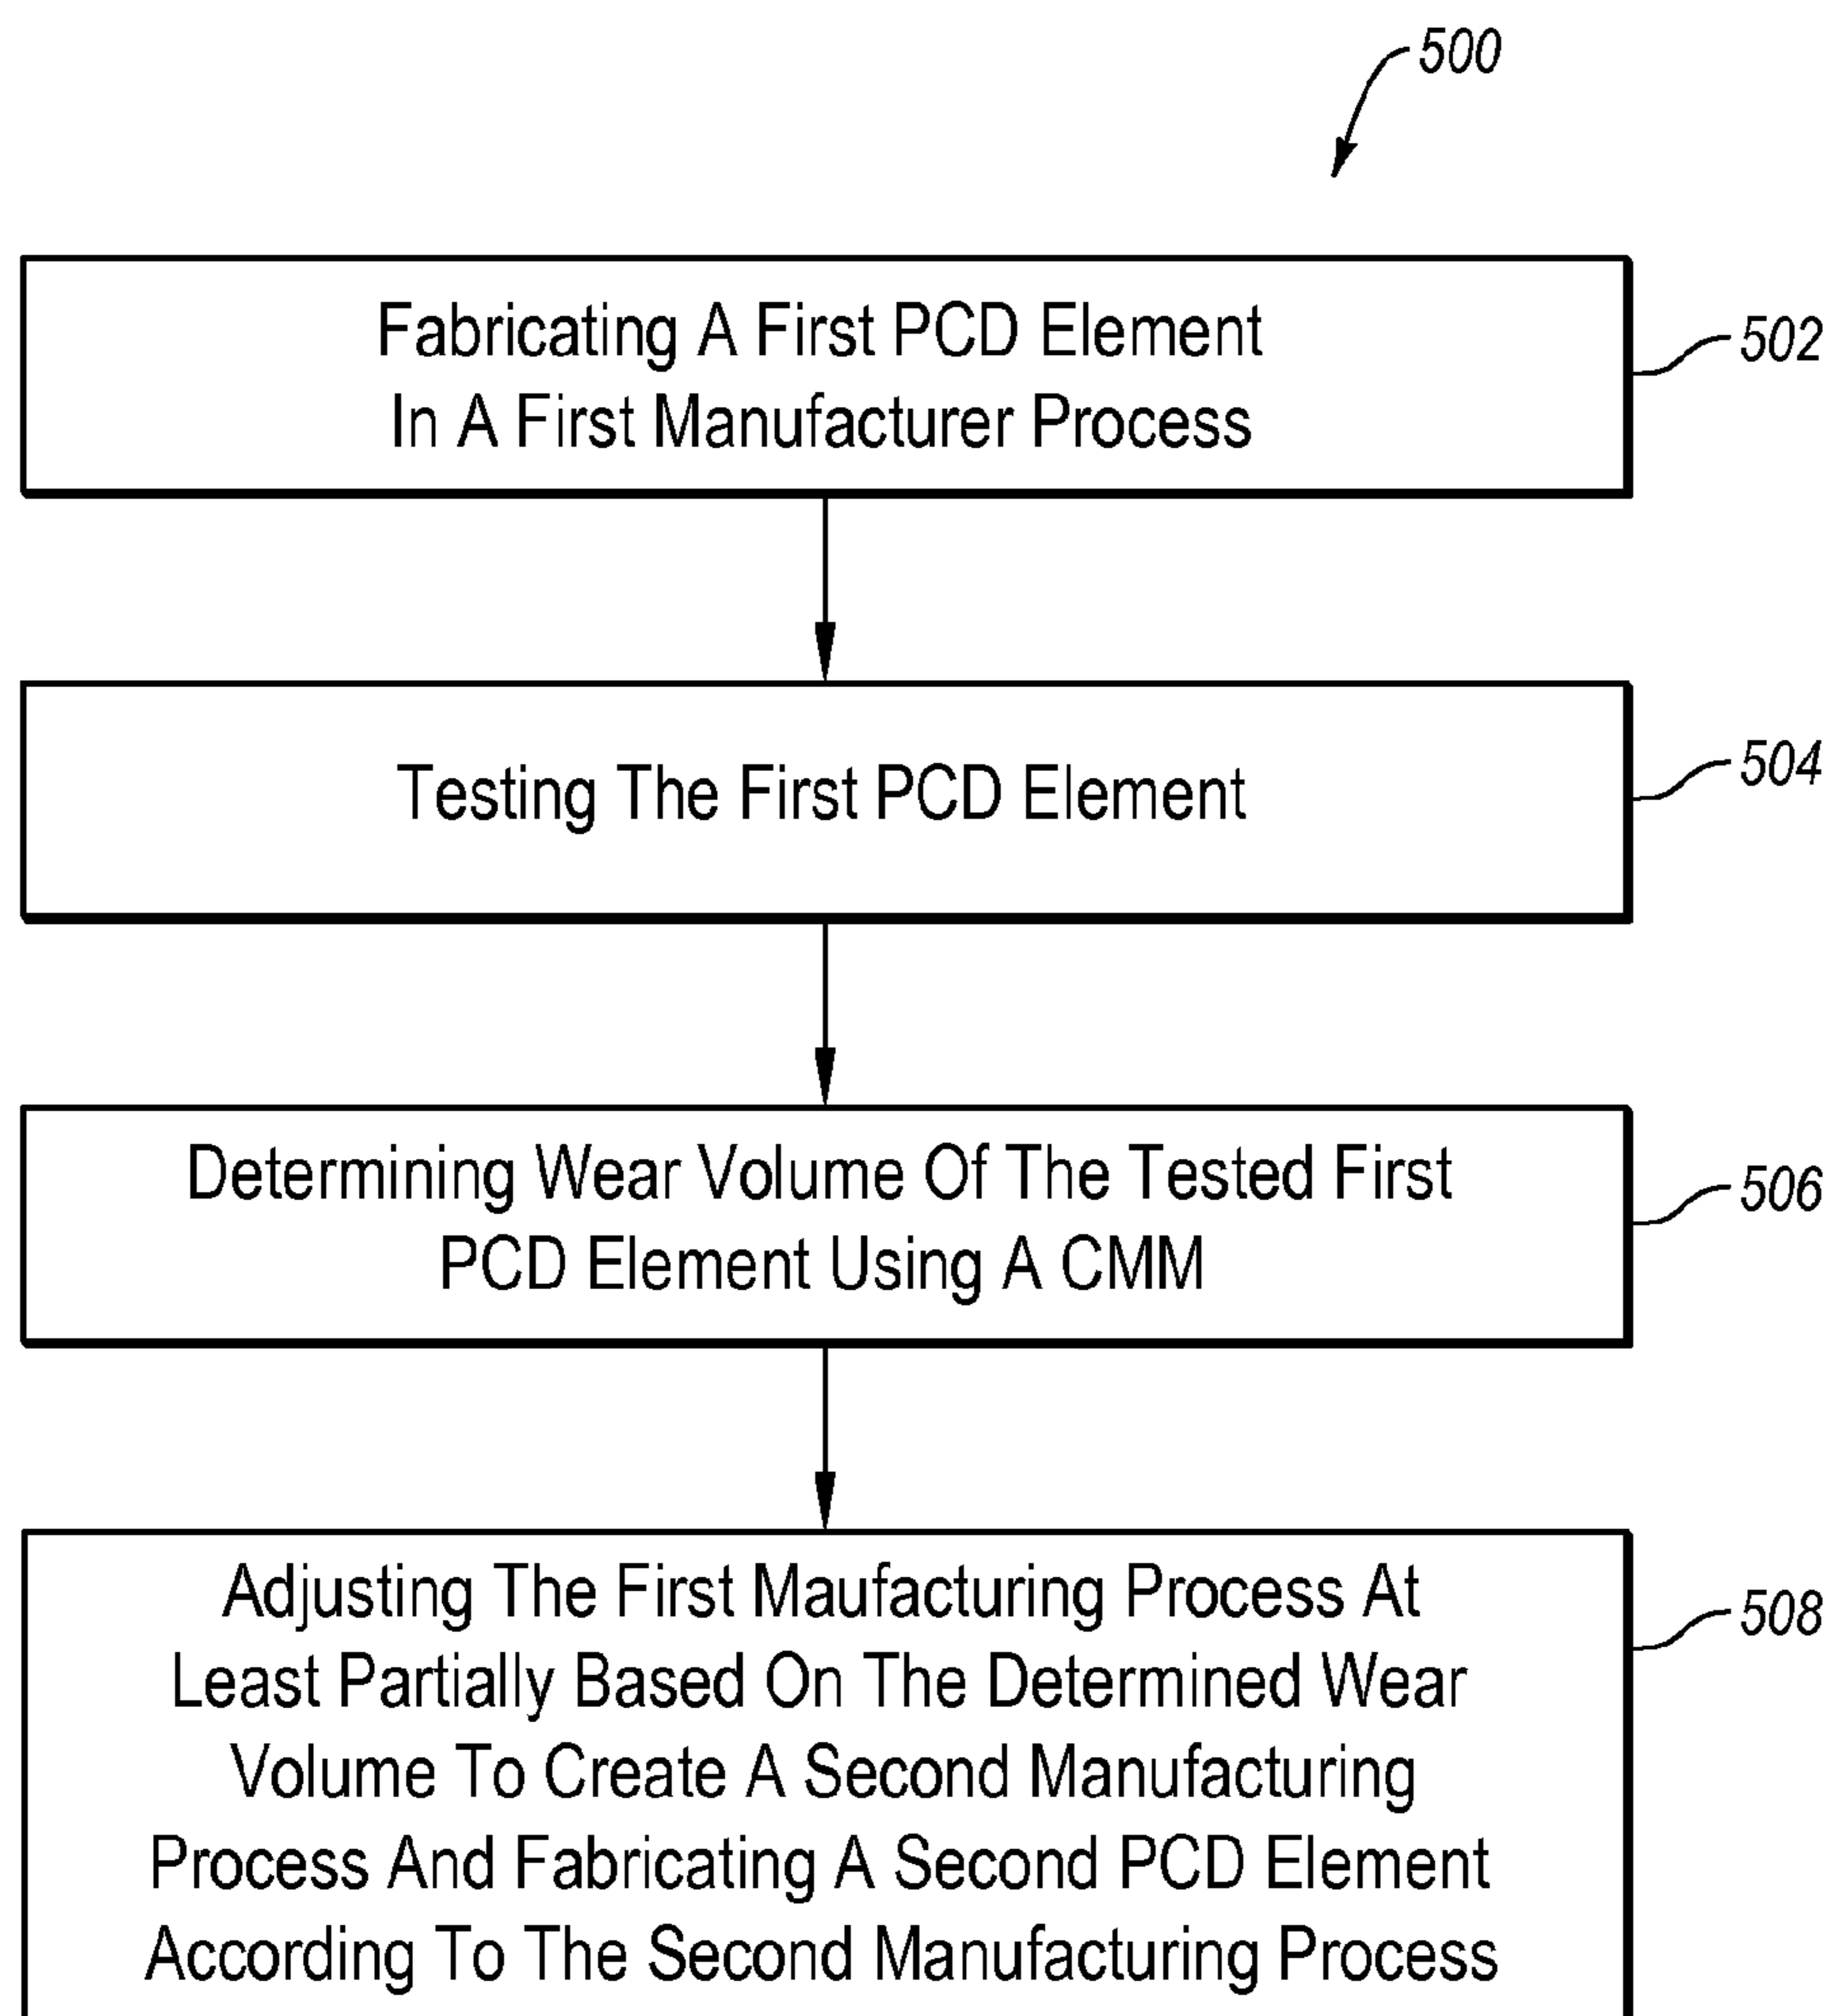 500
Fabricating A First PCD Element
In A First Manufacturer Process
502
Testing The First PCD Element
504
Determining Wear Volume Of The Tested First
PCD Element Using A CMM
506
Adjusting The First Maufacturing Process At
Least Partially Based On The Determined Wear
Volume To Create A Second Manufacturing
Process And Fabricating A Second PCD Element
According To The Second Manufacturing Process
508